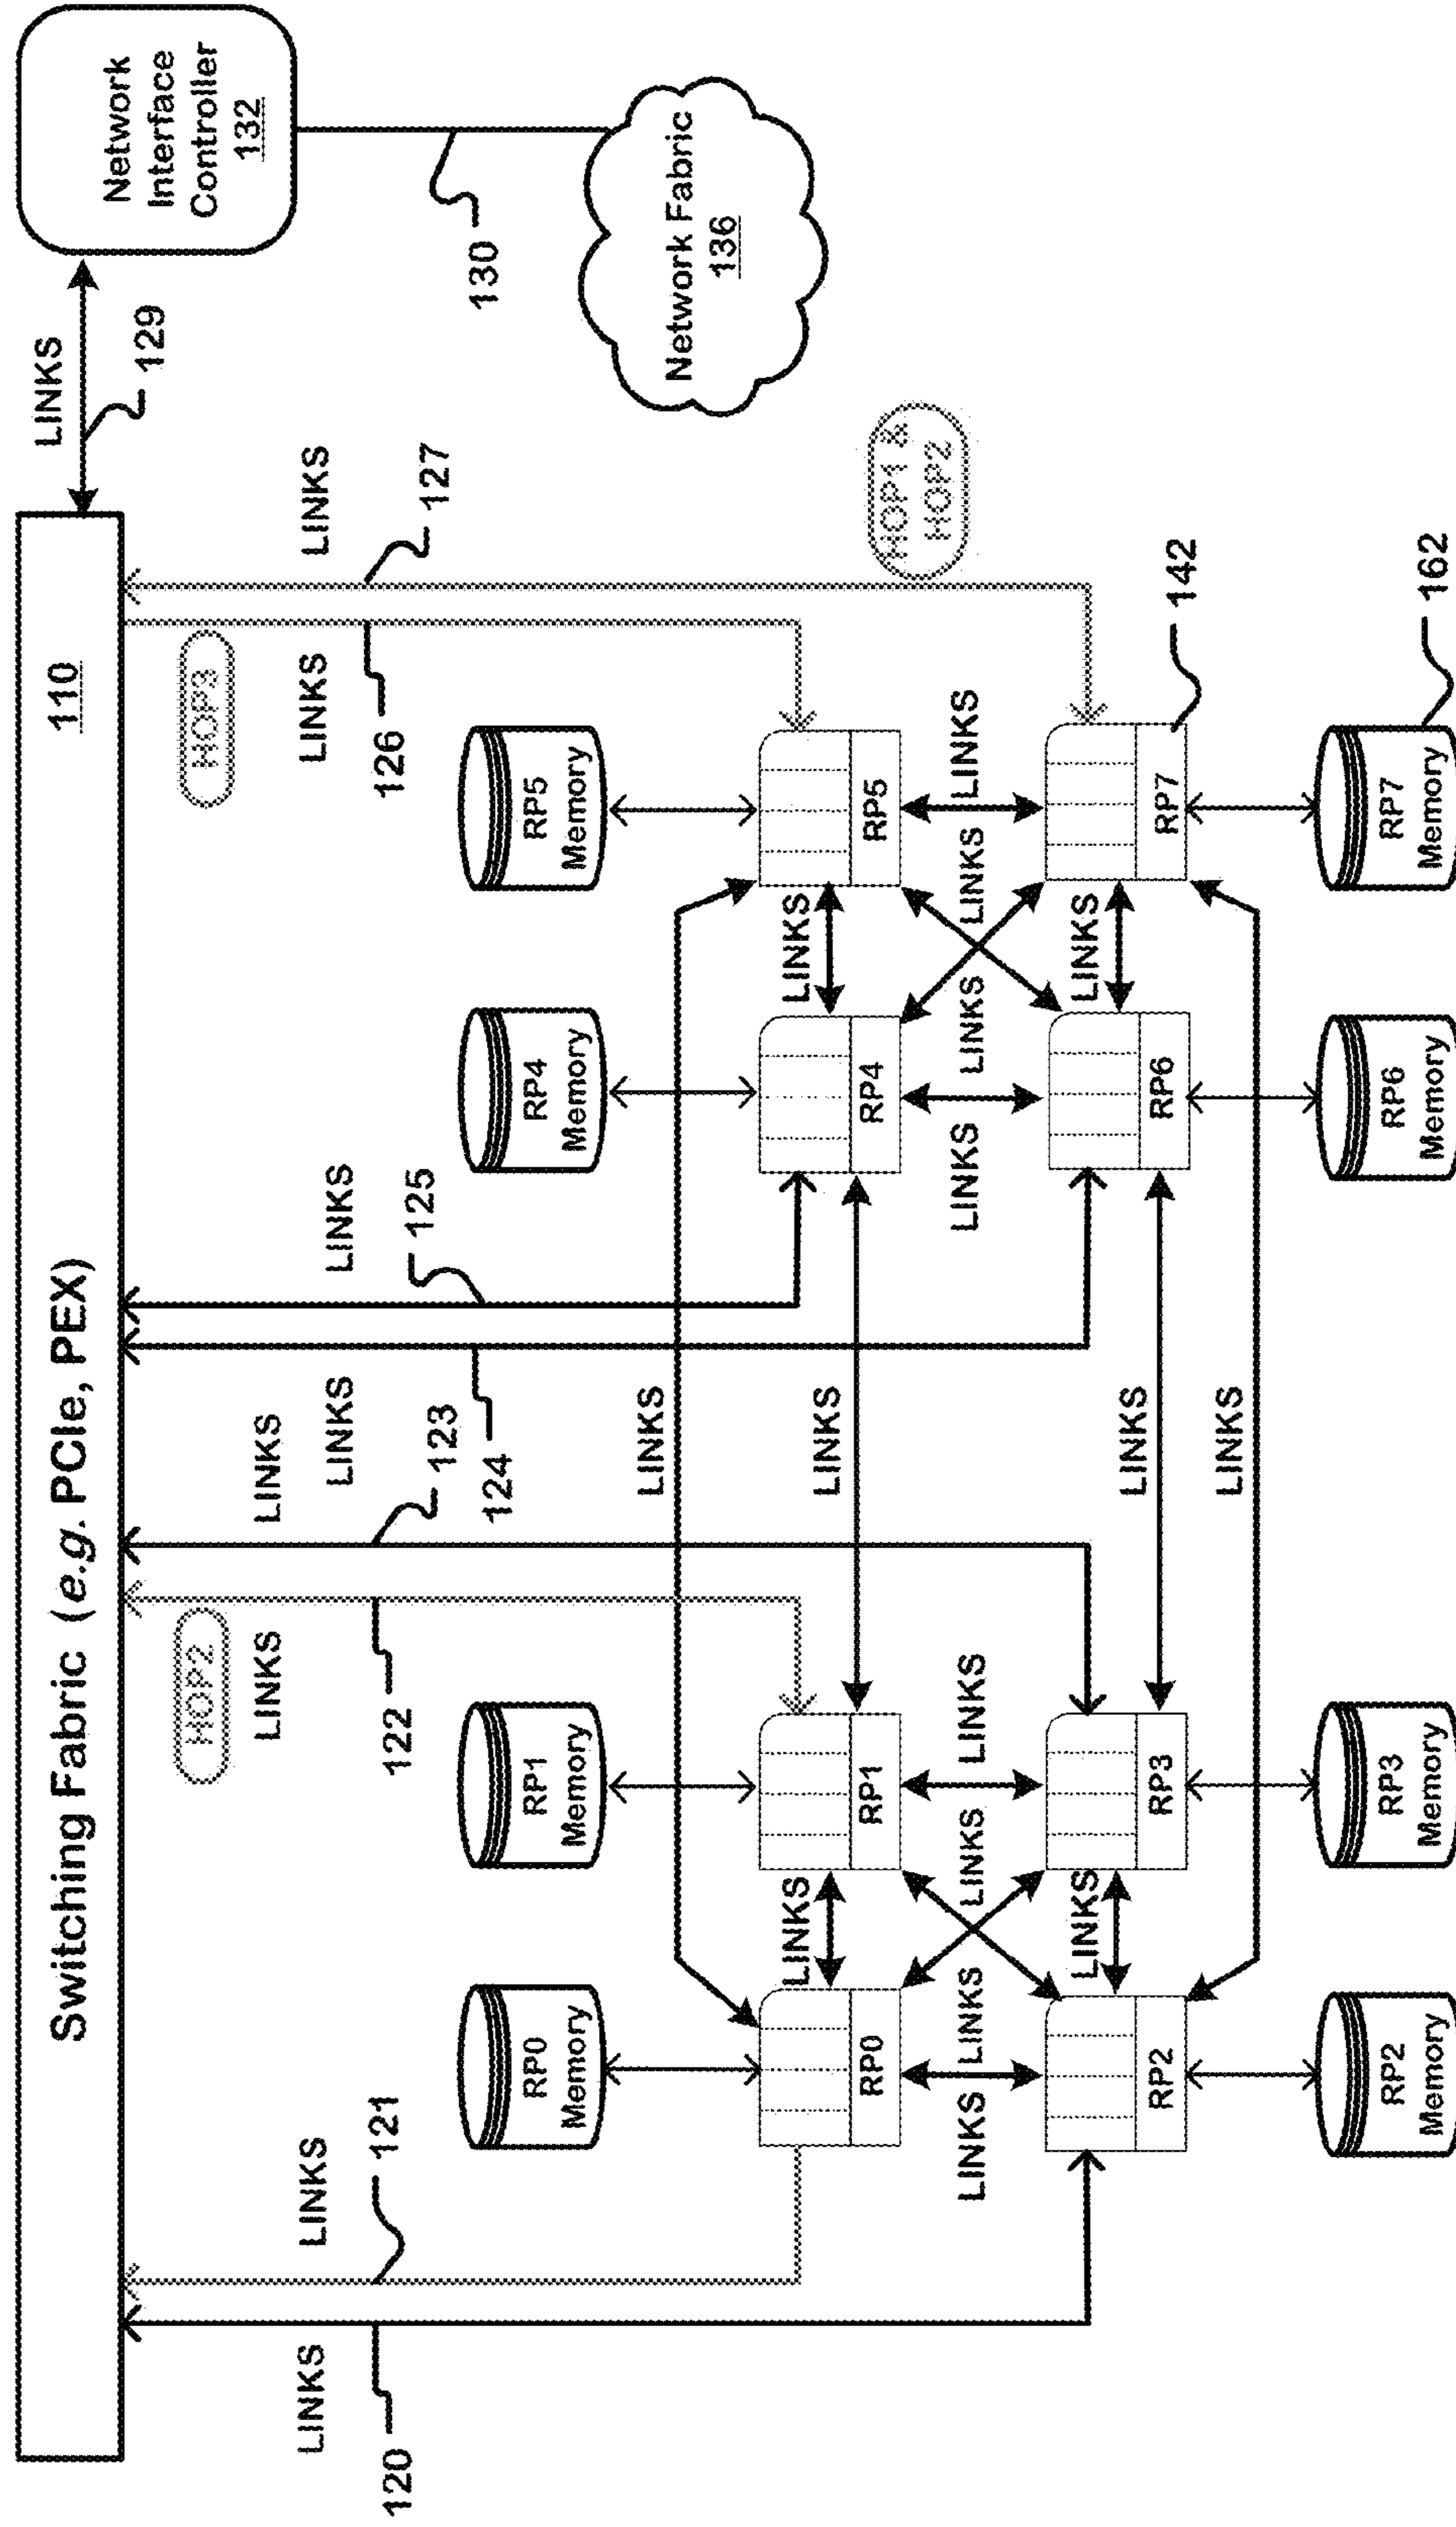 Switching Fabric (e.g. PCIe, PEX)
110
LINKS
129
Network
Interface
Controller
132
130
Network Fabric
136
HOP2
HOP3
HOP1 &
HOP2
LINKS
120
LINKS
121
LINKS
122
LINKS
123
LINKS
124
LINKS
125
LINKS
126
LINKS
127
RP0
Memory
RP1
Memory
RP4
Memory
RP5
Memory
LINKS
RP0
LINKS
RP1
LINKS
RP4
LINKS
RP5
LINKS
LINKS
LINKS
LINKS
LINKS
LINKS
LINKS
LINKS
RP2
LINKS
RP3
LINKS
RP6
LINKS
RP7
142
LINKS
RP2
Memory
RP3
Memory
RP6
Memory
RP7
Memory
162